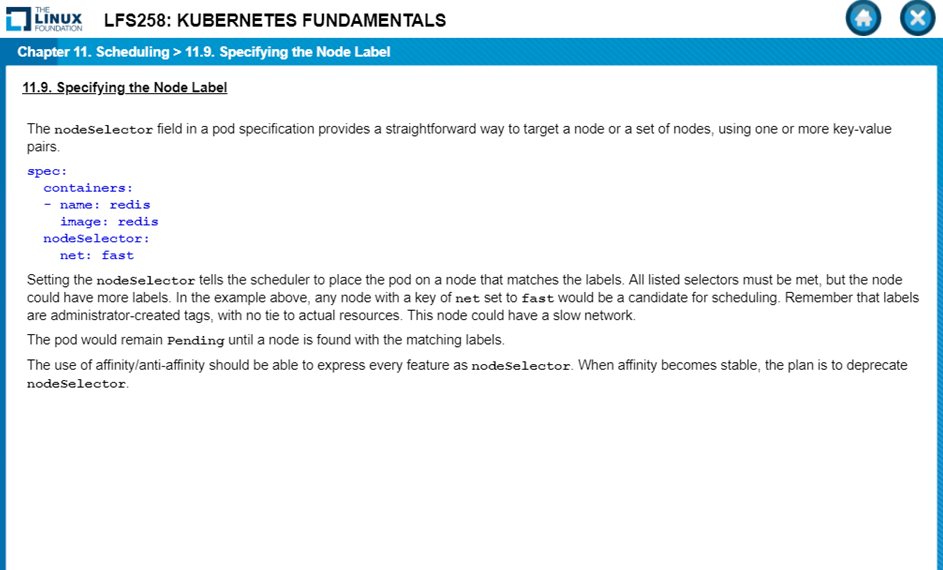 THE
LINUX
FOUNDATION
LFS258: KUBERNETES FUNDAMENTALS
Chapter 11. Scheduling > 11.9. Specifying the Node Label
11.9. Specifying the Node Label
The nodeSelector field in a pod specification provides a straightforward way to target a node or a set of nodes, using one or more key-value
pairs.
spec:
  containers:
  - name: redis
    image: redis
  nodeSelector:
    net: fast
Setting the nodeSelector tells the scheduler to place the pod on a node that matches the labels. All listed selectors must be met, but the node
could have more labels. In the example above, any node with a key of net set to fast would be a candidate for scheduling. Remember that labels
are administrator-created tags, with no tie to actual resources. This node could have a slow network.
The pod would remain Pending until a node is found with the matching labels.
The use of affinity/anti-affinity should be able to express every feature as nodeSelector. When affinity becomes stable, the plan is to deprecate
nodeSelector.